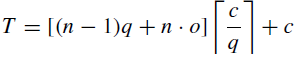 T = [(n − 1)q + n · o] ⌈c/q⌉ + c